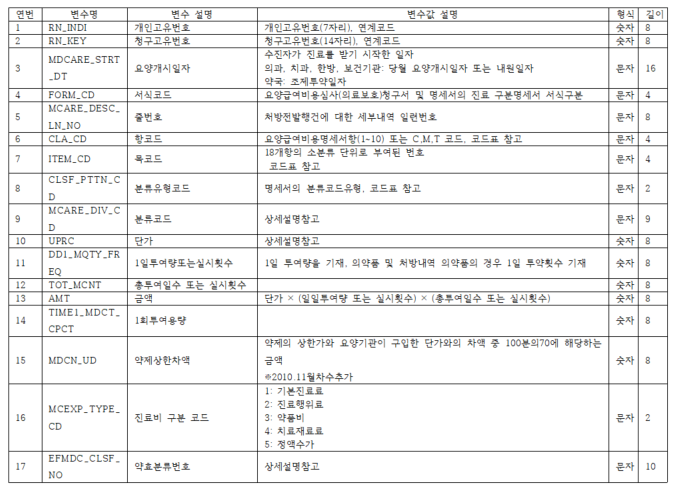 연번 변수명 변수 설명 변수값 설명 형식 길이
1 RN_INDI 개인고유번호 개인고유번호(7자리), 연계코드 숫자 8
2 RN_KEY 청구고유번호 청구고유번호(14자리), 연계코드 숫자 8
3 MDCARE_STRT_DT 요양개시일자 수진자가 진료를 받기 시작한 일자
의과, 치과, 한방, 보건기관: 당월 요양개시일자 또는 내원일자
약국: 조제투약일자 문자 16
4 FORM_CD 서식코드 요양급여비용심사(의료보호)청구서 및 명세서의 진료 구분명세서 서식구분 문자 4
5 MCARE_DESC_LN_NO 줄번호 처방전발행건에 대한 세부내역 일련번호 문자 8
6 CLA_CD 항코드 요양급여비용명세서항(1~10) 또는 C,M,T 코드, 코드표 참고 문자 4
7 ITEM_CD 목코드 18개항의 소분류 단위로 부여된 번호
코드표 참고 문자 4
8 CLSF_PTTN_CD 분류유형코드 명세서의 분류코드유형, 코드표 참고 문자 2
9 MCARE_DIV_CD 분류코드 상세설명참고 문자 9
10 UPRC 단가 상세설명참고 숫자 8
11 DD1_MQTY_FREQ 1일투여량또는실시횟수 1일 투여량을 기재, 의약품 및 처방내역 의약품의 경우 1일 투약횟수 기재 숫자 8
12 TOT_MCNT 총투여일수 또는 실시횟수 숫자 8
13 AMT 금액 단가 × (일일투여량 또는 실시횟수) × (총투여일수 또는 실시횟수) 숫자 8
14 TIME1_MDCT_CPCT 1회투여용량 숫자 8
15 MDCN_UD 약제상한차액 약제의 상한가와 요양기관이 구입한 단가와의 차액 중 100분의70에 해당하는
금액
※2010.11월차수추가 숫자 8
16 MCEXP_TYPE_CD 진료비 구분 코드 1: 기본진료료
2: 진료행위료
3: 약품비
4: 치료재료료
5: 정액수가 문자 2
17 EFMDC_CLSF_NO 약효분류번호 상세설명참고 문자 10